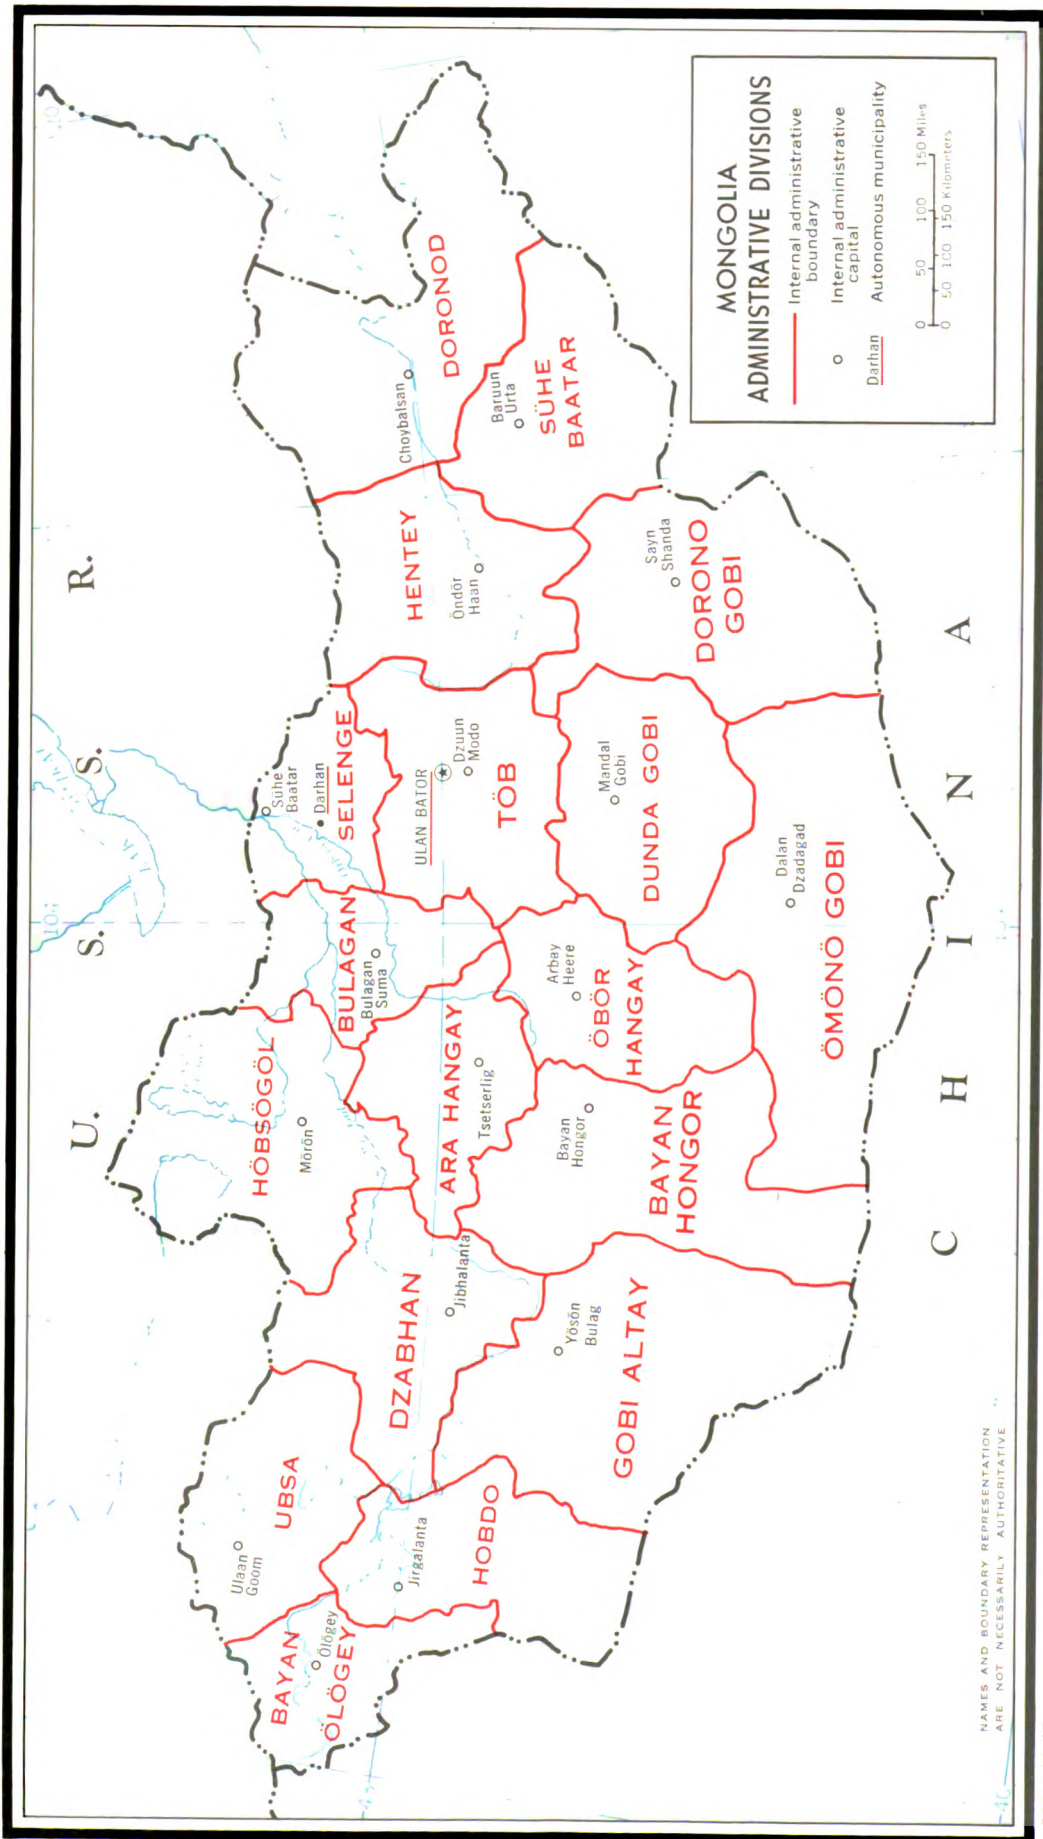 U. S. S. R.
BAYAN
ÖLÖGEY
Ölögey
UBSA
Ulaan
Goom
HOBDO
Jirgalanta
DZABHAN
Jibhalanta
GOBI ALTAY
Yösön
Bulag
HÖBSÖGÖL
Mörön
ARA HANGAY
Tsetserlig
BAYAN
HONGOR
Bayan
Hongor
BULAGAN
Bulagan
Suma
ÖBÖR
HANGAY
Arbay
Heere
SELENGE
Sühe
Baatar
Darhan
ULAN BATOR
Dzuun
Modo
TÖB
DUNDA GOBI
Mandal
Gobi
ÖMÖNÖ GOBI
Dalan
Dzadagad
HENTEY
Öndör
Haan
DORONO
GOBI
Sayn
Shanda
DORONOD
Choybalsan
SÜHE
BAATAR
Baruun
Urta
C H I N A
MONGOLIA
ADMINISTRATIVE DIVISIONS
Internal administrative
boundary
Internal administrative
capital
Darhan Autonomous municipality
0 50 100 150 Miles
0 50 100 150 Kilometers
NAMES AND BOUNDARY REPRESENTATION
ARE NOT NECESSARILY AUTHORITATIVE